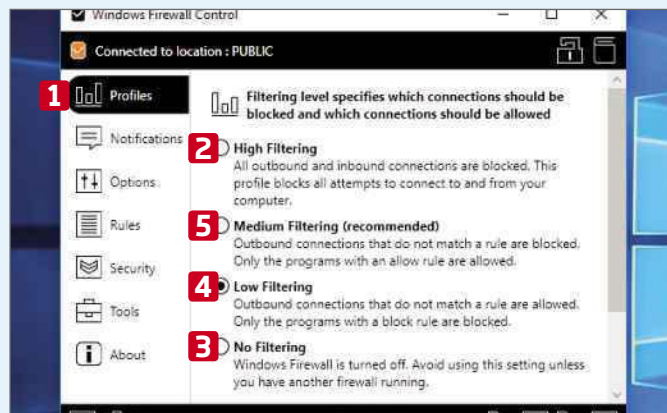 Windows Firewall Control
Connected to location : PUBLIC
1 Profiles
Notifications
Options
Rules
Security
Tools
About
Filtering level specifies which connections should be
blocked and which connections should be allowed
2 High Filtering
All outbound and inbound connections are blocked. This
profile blocks all attempts to connect to and from your
computer.
5 Medium Filtering (recommended)
Outbound connections that do not match a rule are blocked.
Only the programs with an allow rule are allowed.
4 Low Filtering
Outbound connections that do not match a rule are allowed.
Only the programs with a block rule are blocked.
3 No Filtering
Windows Firewall is turned off. Avoid using this setting unless
you have another firewall running.